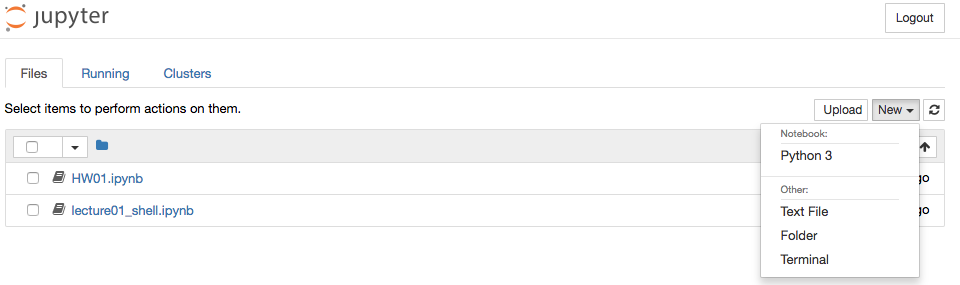 jupyter
Logout
Files Running Clusters
Select items to perform actions on them.
Upload New
Notebook:
Python 3
HW01.ipynb go
Other:
lecture01_shell.ipynb go
Text File
Folder
Terminal